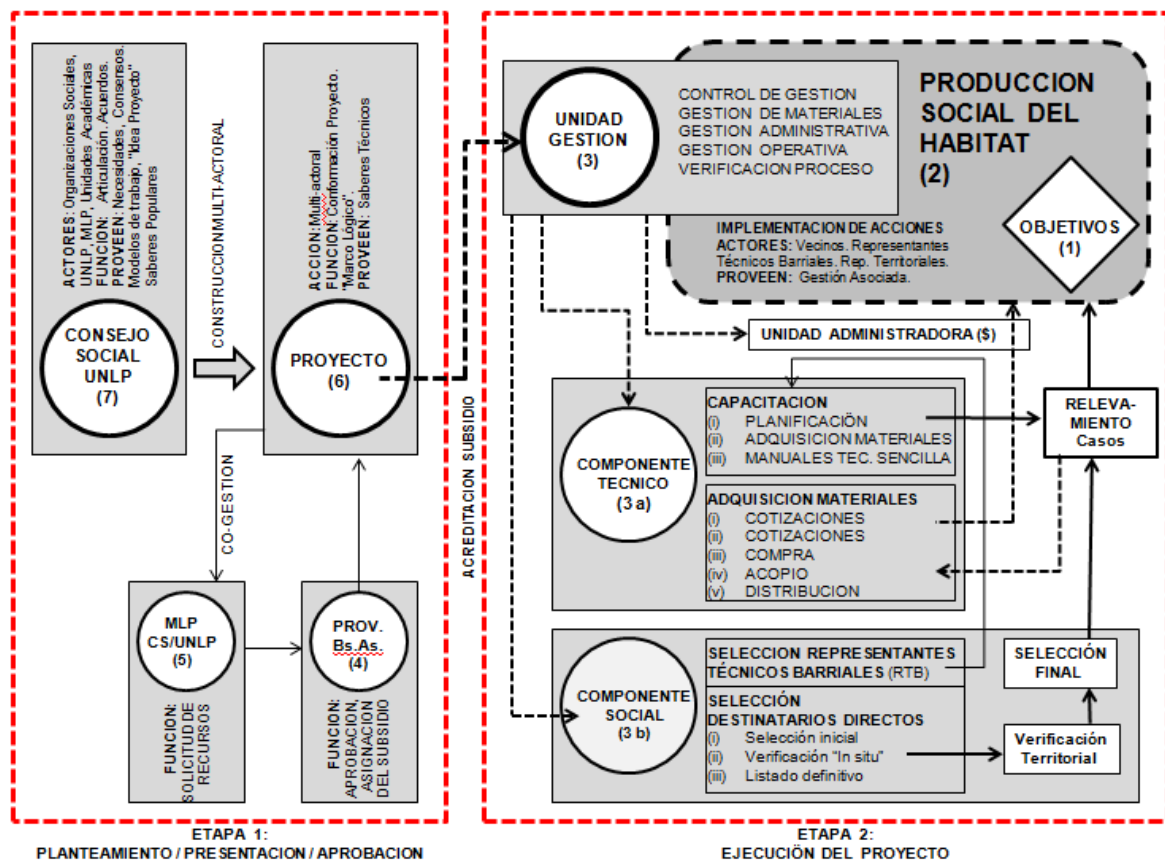 ACTORES: Organizaciones Sociales,
UNLP, MLP, Unidades Académicas
FUNCION: Articulación. Acuerdos.
PROVEEN: Necesidades, Consensos.
Modelos de trabajo, "Idea Proyecto"
Saberes Populares
CONSEJO
SOCIAL
UNLP
(7)
CONSTRUCCION MULTI-ACTORAL
ACCION: Multi-actoral
FUNCION: Conformación Proyecto.
"Marco Lógico".
PROVEEN: Saberes Técnicos
PROYECTO
(6)
CO-GESTION
MLP
CS/UNLP
(5)
FUNCION:
SOLICITUD DE
RECURSOS
PROV.
Bs.As.
(4)
FUNCION:
APROBACION,
ASIGNACION
DEL SUBSIDIO
ETAPA 1:
PLANTEAMIENTO / PRESENTACION / APROBACION
ACREDITACION SUBSIDIO
UNIDAD
GESTION
(3)
CONTROL DE GESTION
GESTION DE MATERIALES
GESTION ADMINISTRATIVA
GESTION OPERATIVA
VERIFICACION PROCESO
PRODUCCION
SOCIAL DEL
HABITAT
(2)
OBJETIVOS
(1)
IMPLEMENTACION DE ACCIONES
ACTORES: Vecinos. Representantes
Técnicos Barriales. Rep. Territoriales.
PROVEEN: Gestión Asociada.
UNIDAD ADMINISTRADORA ($)
COMPONENTE
TECNICO
(3 a)
CAPACITACION
(i) PLANIFICACIÖN
(ii) ADQUISICION MATERIALES
(iii) MANUALES TEC. SENCILLA
ADQUISICION MATERIALES
(i) COTIZACIONES
(ii) COTIZACIONES
(iii) COMPRA
(iv) ACOPIO
(v) DISTRIBUCION
RELEVA-
MIENTO
Casos
COMPONENTE
SOCIAL
(3 b)
SELECCION REPRESENTANTES
TÉCNICOS BARRIALES (RTB)
SELECCIÓN
DESTINATARIOS DIRECTOS
(i) Selección inicial
(ii) Verificación "In situ"
(iii) Listado definitivo
SELECCIÓN
FINAL
Verificación
Territorial
ETAPA 2:
EJECUCIÖN DEL PROYECTO